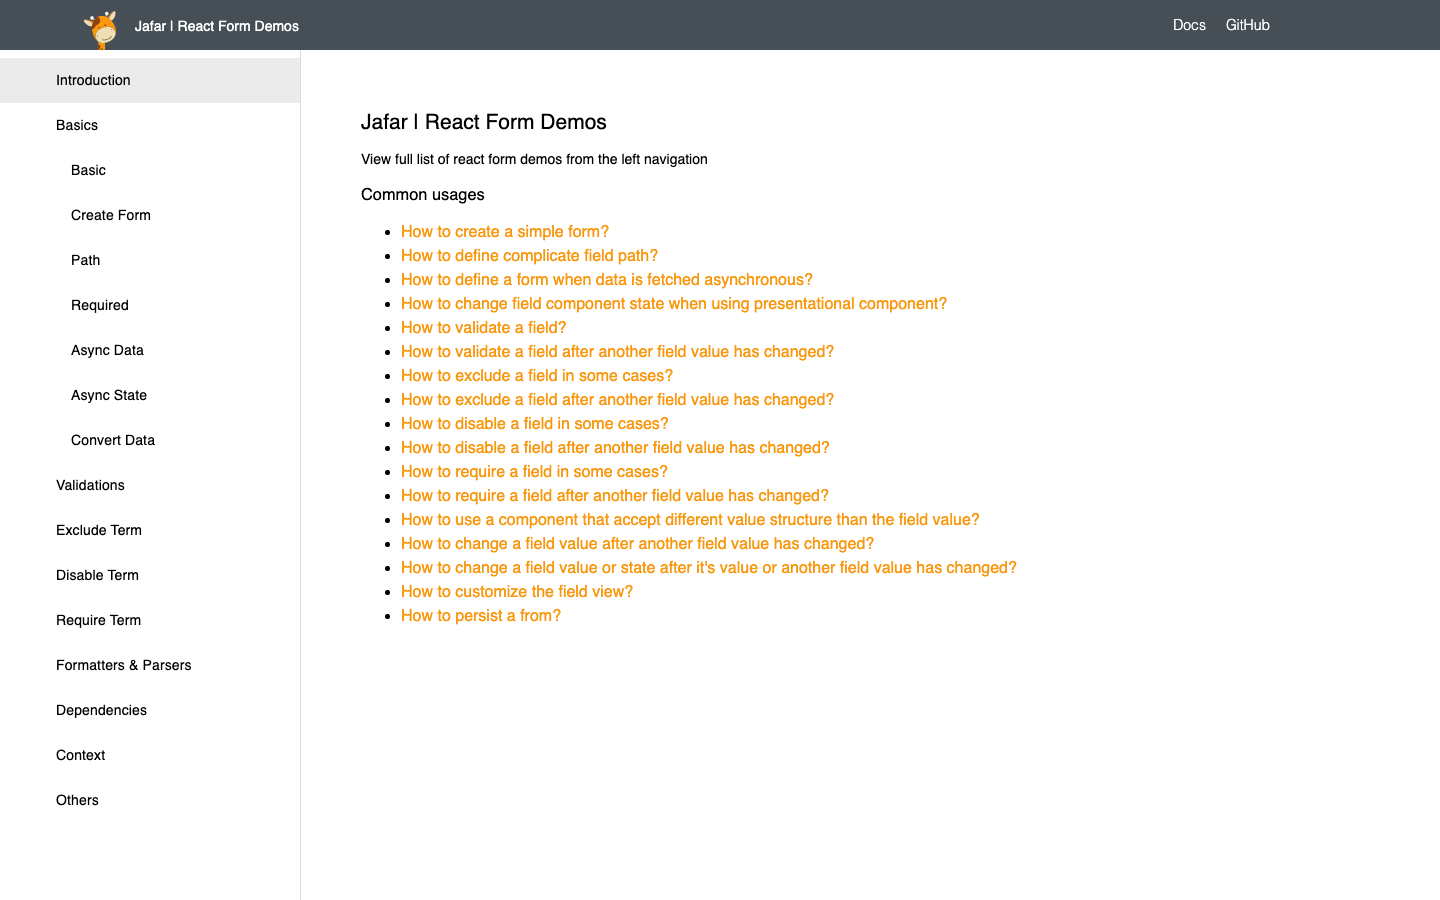 Jafar | React Form Demos
Docs
GitHub
Introduction
Basics
Basic
Create Form
Path
Required
Async Data
Async State
Convert Data
Validations
Exclude Term
Disable Term
Require Term
Formatters & Parsers
Dependencies
Context
Others
Jafar | React Form Demos
View full list of react form demos from the left navigation
Common usages
How to create a simple form?
How to define complicate field path?
How to define a form when data is fetched asynchronous?
How to change field component state when using presentational component?
How to validate a field?
How to validate a field after another field value has changed?
How to exclude a field in some cases?
How to exclude a field after another field value has changed?
How to disable a field in some cases?
How to disable a field after another field value has changed?
How to require a field in some cases?
How to require a field after another field value has changed?
How to use a component that accept different value structure than the field value?
How to change a field value after another field value has changed?
How to change a field value or state after it's value or another field value has changed?
How to customize the field view?
How to persist a from?